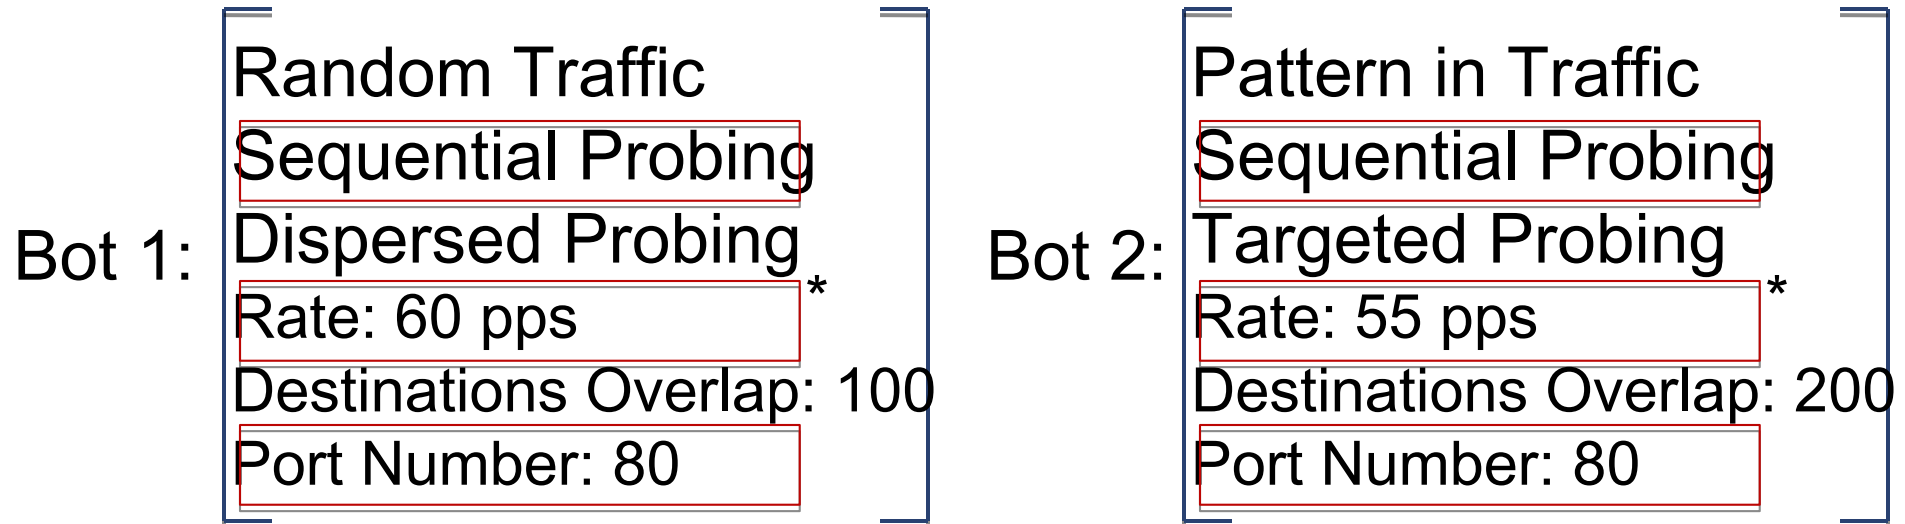 Bot 1:
Random Traffic
Sequential Probing
Dispersed Probing
Rate: 60 pps *
Destinations Overlap: 100
Port Number: 80
Bot 2:
Pattern in Traffic
Sequential Probing
Targeted Probing
Rate: 55 pps *
Destinations Overlap: 200
Port Number: 80